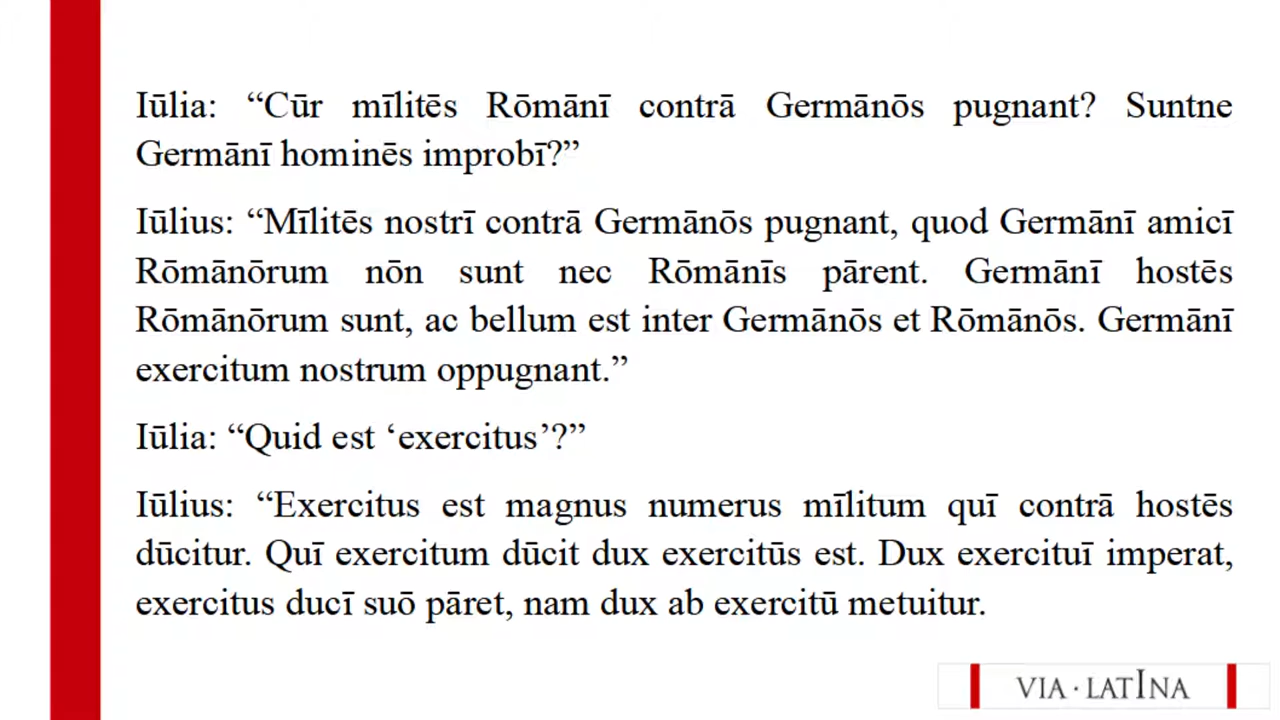 Iūlia: “Cūr mīlitēs Rōmānī contrā Germānōs pugnant? Suntne
Germānī hominēs improbī?”
Iūlius: “Mīlitēs nostrī contrā Germānōs pugnant, quod Germānī amicī
Rōmānōrum nōn sunt nec Rōmānīs pārent. Germānī hostēs
Rōmānōrum sunt, ac bellum est inter Germānōs et Rōmānōs. Germānī
exercitum nostrum oppugnant.”
Iūlia: “Quid est ‘exercitus’?”
Iūlius: “Exercitus est magnus numerus mīlitum quī contrā hostēs
dūcitur. Quī exercitum dūcit dux exercitūs est. Dux exercituī imperat,
exercitus ducī suō pāret, nam dux ab exercitū metuitur.
VIA · LATINA